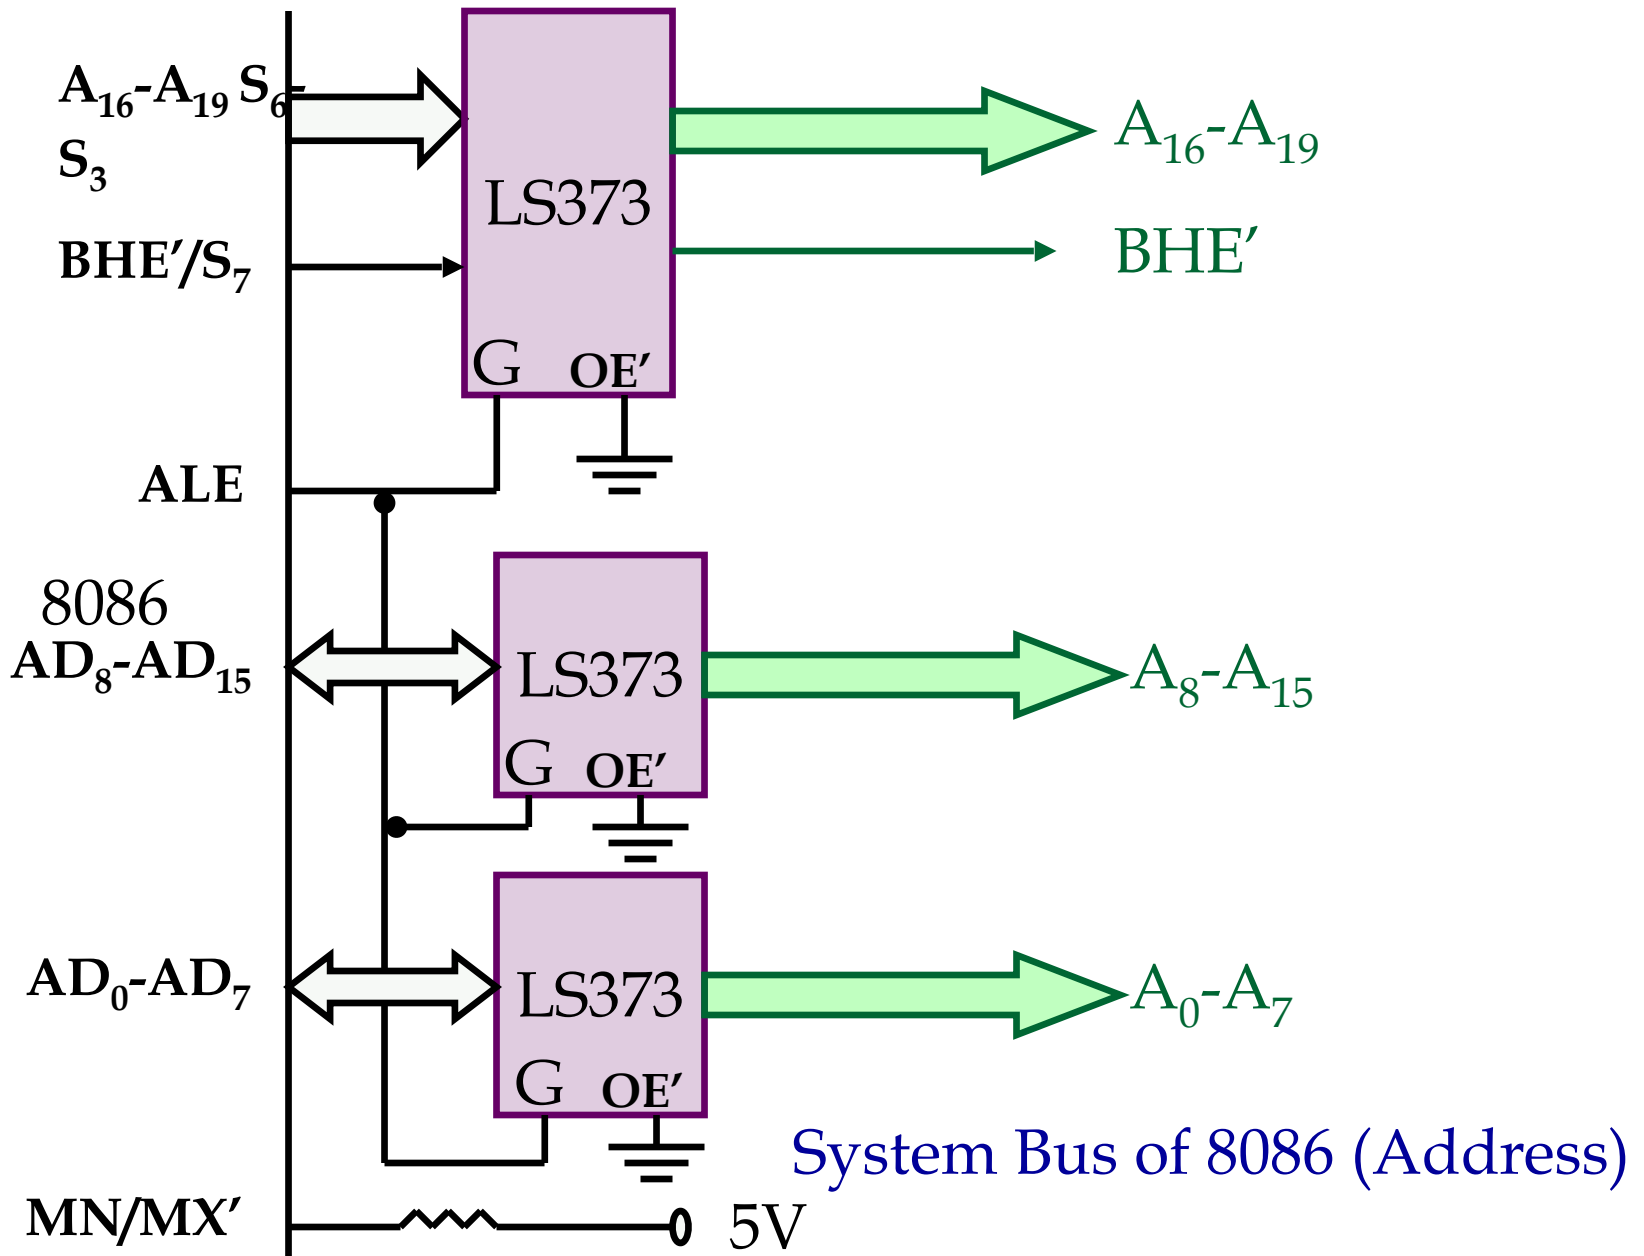 A16-A19 S6-
S3
A16-A19
LS373
BHE′/S7
BHE′
G OE′
ALE
8086
AD8-AD15
LS373
A8-A15
G OE′
AD0-AD7
LS373
A0-A7
G OE′
System Bus of 8086 (Address)
MN/MX′
5V